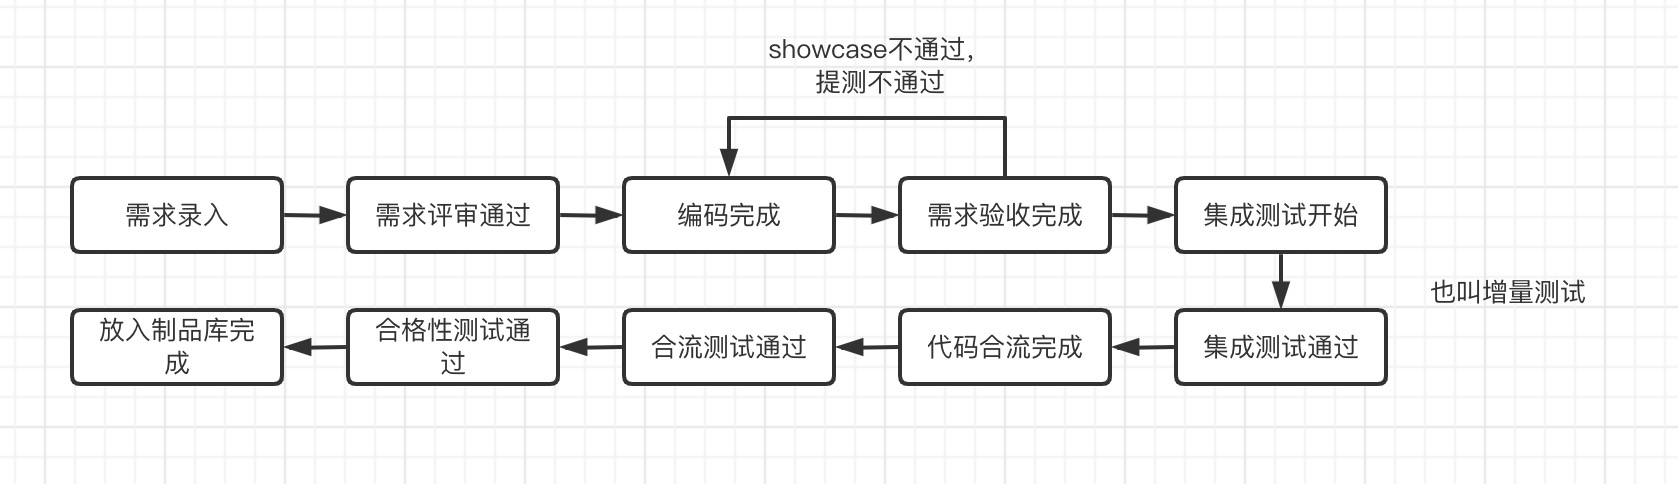 showcase不通过，
提测不通过
需求录入
需求评审通过
编码完成
需求验收完成
集成测试开始
也叫增量测试
放入制品库完
成
合格性测试通
过
合流测试通过
代码合流完成
集成测试通过